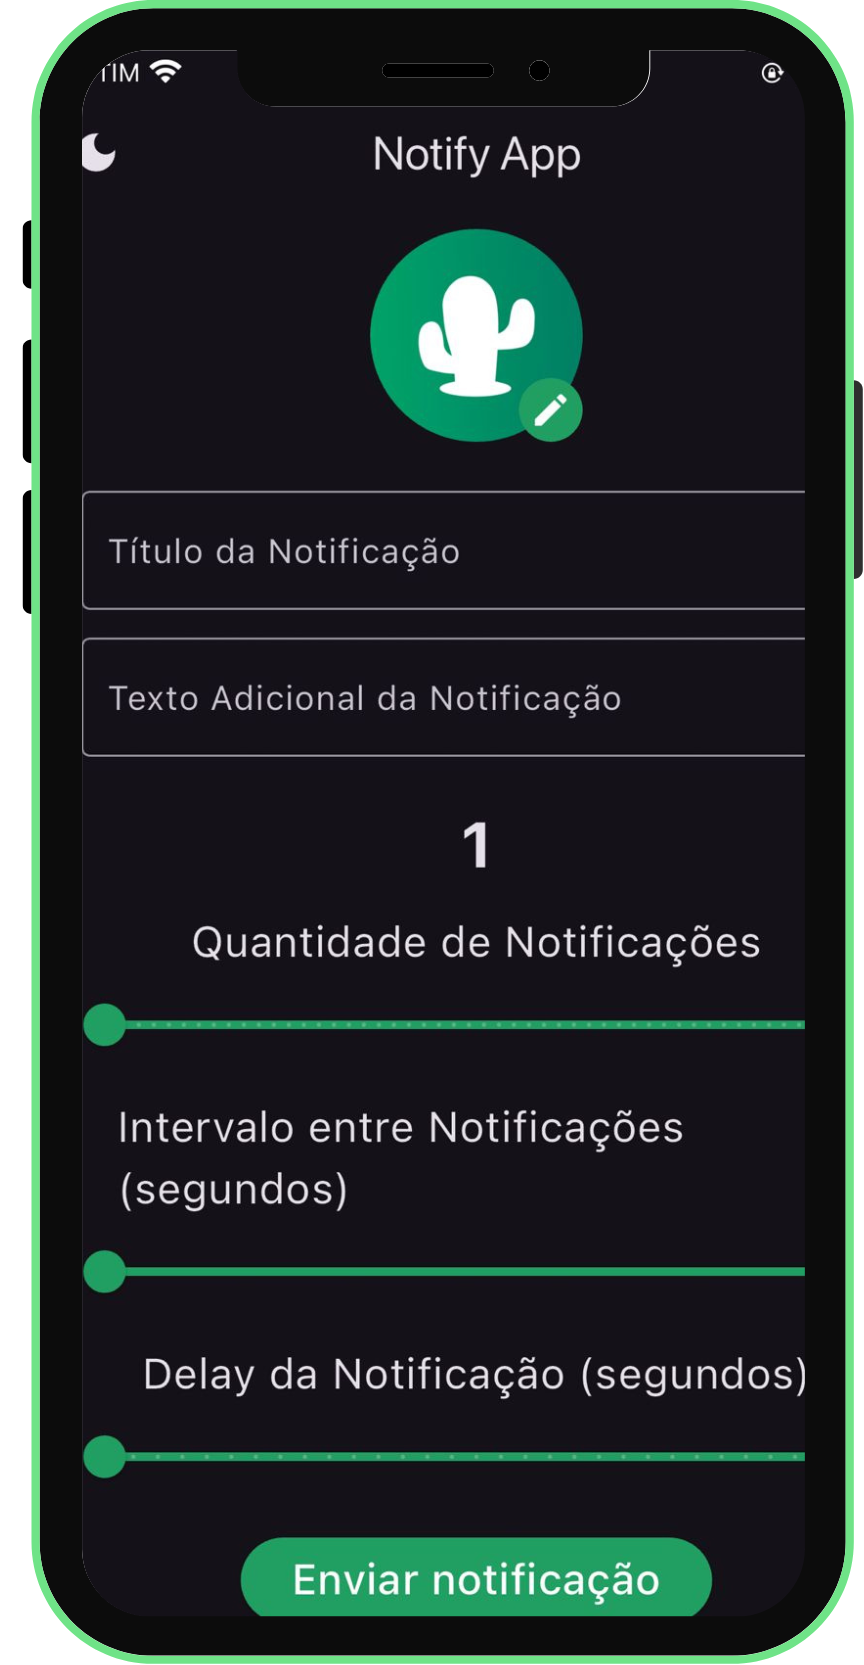 TIM
Notify App
Título da Notificação
Texto Adicional da Notificação
1
Quantidade de Notificações
Intervalo entre Notificações
(segundos)
Delay da Notificação (segundos)
Enviar notificação